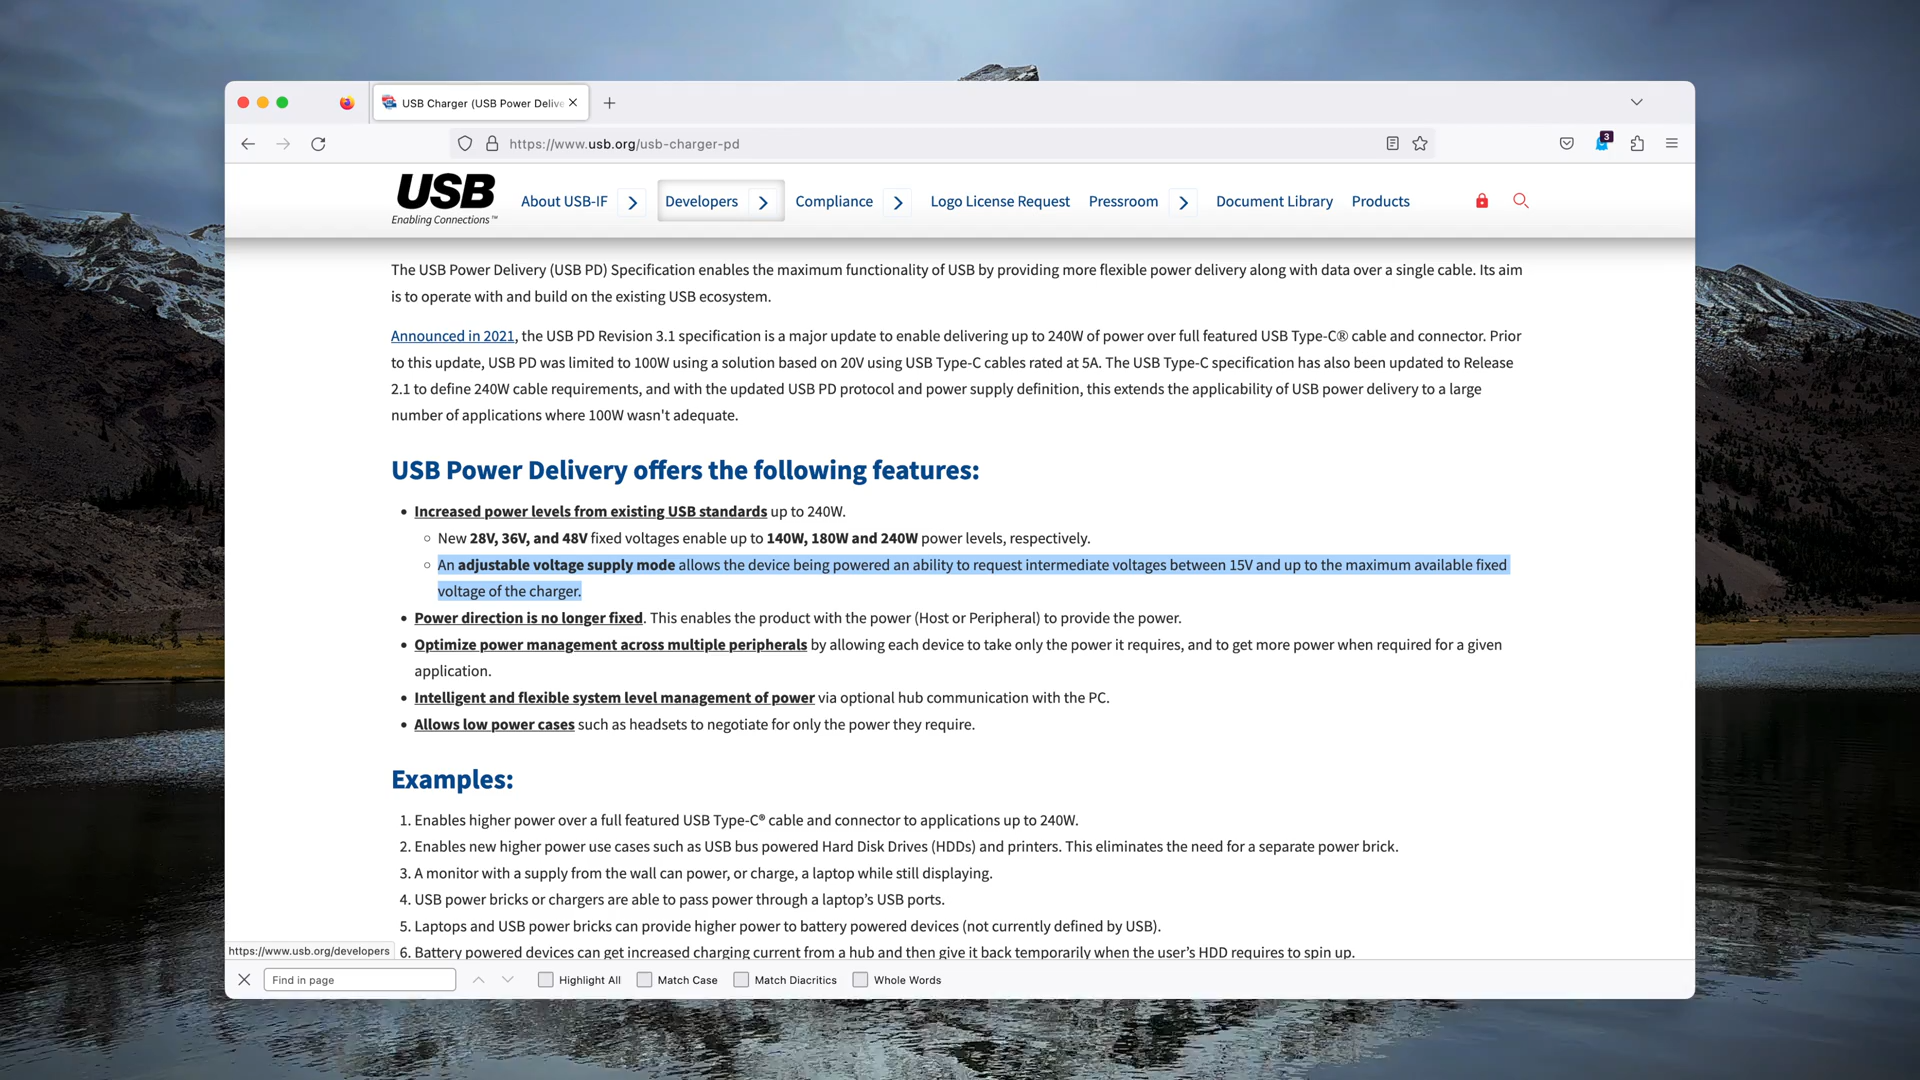 USB Charger (USB Power Delive
https://www.usb.org/usb-charger-pd
3
USB
Enabling Connections™
About USB-IF
Developers
Compliance
Logo License Request
Pressroom
Document Library
Products
The USB Power Delivery (USB PD) Specification enables the maximum functionality of USB by providing more flexible power delivery along with data over a single cable. Its aim
is to operate with and build on the existing USB ecosystem.
Announced in 2021, the USB PD Revision 3.1 specification is a major update to enable delivering up to 240W of power over full featured USB Type-C® cable and connector. Prior
to this update, USB PD was limited to 100W using a solution based on 20V using USB Type-C cables rated at 5A. The USB Type-C specification has also been updated to Release
2.1 to define 240W cable requirements, and with the updated USB PD protocol and power supply definition, this extends the applicability of USB power delivery to a large
number of applications where 100W wasn't adequate.
USB Power Delivery offers the following features:
• Increased power levels from existing USB standards up to 240W.
○ New 28V, 36V, and 48V fixed voltages enable up to 140W, 180W and 240W power levels, respectively.
○ An adjustable voltage supply mode allows the device being powered an ability to request intermediate voltages between 15V and up to the maximum available fixed
voltage of the charger.
• Power direction is no longer fixed. This enables the product with the power (Host or Peripheral) to provide the power.
• Optimize power management across multiple peripherals by allowing each device to take only the power it requires, and to get more power when required for a given
application.
• Intelligent and flexible system level management of power via optional hub communication with the PC.
• Allows low power cases such as headsets to negotiate for only the power they require.
Examples:
1. Enables higher power over a full featured USB Type-C® cable and connector to applications up to 240W.
2. Enables new higher power use cases such as USB bus powered Hard Disk Drives (HDDs) and printers. This eliminates the need for a separate power brick.
3. A monitor with a supply from the wall can power, or charge, a laptop while still displaying.
4. USB power bricks or chargers are able to pass power through a laptop's USB ports.
5. Laptops and USB power bricks can provide higher power to battery powered devices (not currently defined by USB).
6. Battery powered devices can get increased charging current from a hub and then give it back temporarily when the user's HDD requires to spin up.
https://www.usb.org/developers
Find in page
Highlight All
Match Case
Match Diacritics
Whole Words